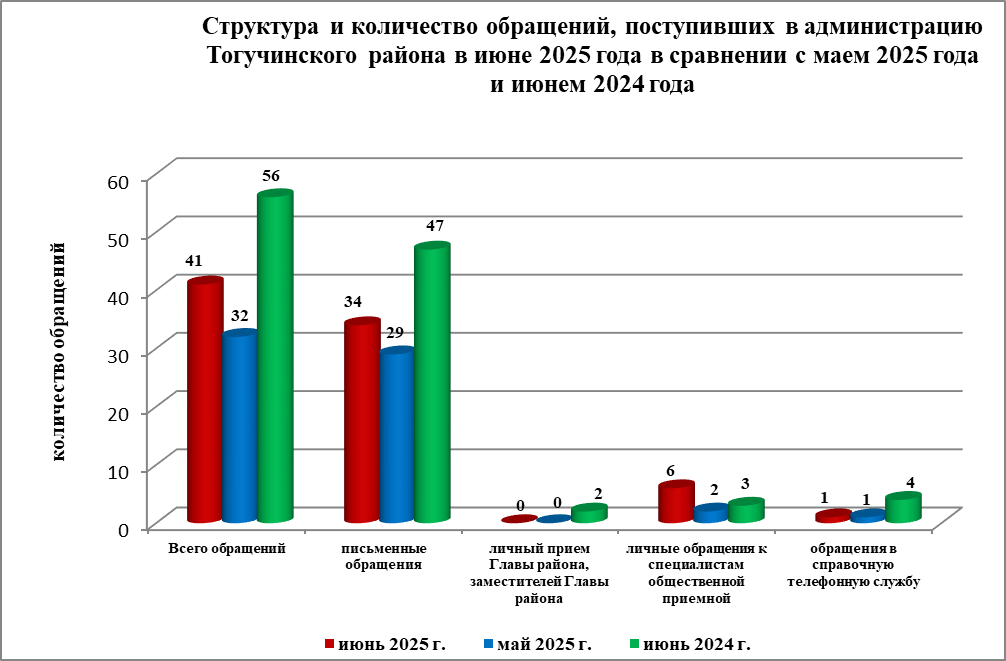 Структура и количество обращений, поступивших в администрацию
Тогучинского района в июне 2025 года в сравнении с маем 2025 года
и июнем 2024 года
количество обращений
60
50
40
30
20
10
0
41
32
56
34
29
47
0
0
2
6
2
3
1
1
4
Всего обращений
письменные
обращения
личный прием
Главы района,
заместителей Главы
района
личные обращения к
специалистам
общественной
приемной
обращения в
справочную
телефонную службу
июнь 2025 г.
май 2025 г.
июнь 2024 г.